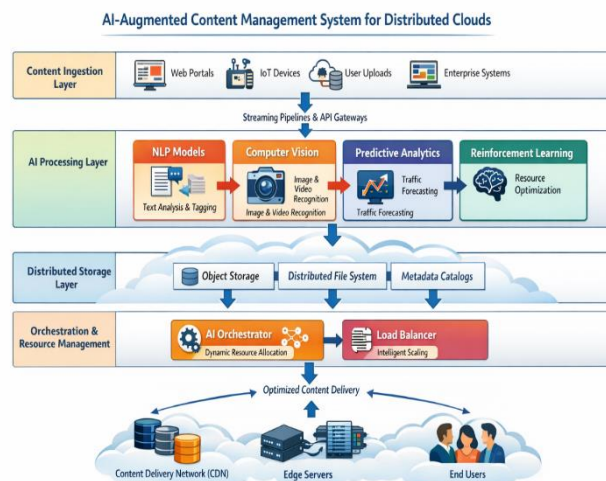 AI-Augmented Content Management System for Distributed Clouds
Content Ingestion
Layer
Web Portals
IoT Devices
User Uploads
Enterprise Systems
Streaming Pipelines & API Gateways
AI Processing Layer
NLP Models
Text Analysis & Tagging
Computer Vision
Image &
Video
Recognition
Image & Video Recognition
Predictive Analytics
Traffic
Forecasting
Traffic Forecasting
Reinforcement Learning
Resource
Optimization
Distributed Storage
Layer
Object Storage
Distributed File System
Metadata Catalogs
Orchestration &
Resource Management
AI Orchestrator
Dynamic Resource Allocation
Load Balancer
Intelligent Scaling
Optimized Content Delivery
Content Delivery Network (CDN)
Edge Servers
End Users